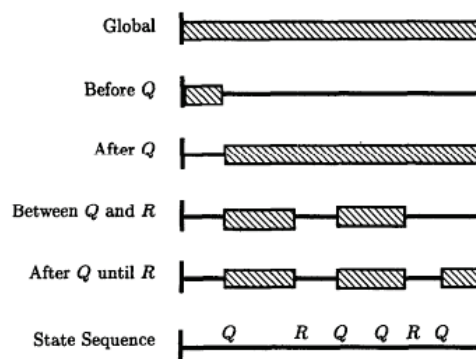 Global
Before Q
After Q
Between Q and R
After Q until R
State Sequence Q R Q Q R Q